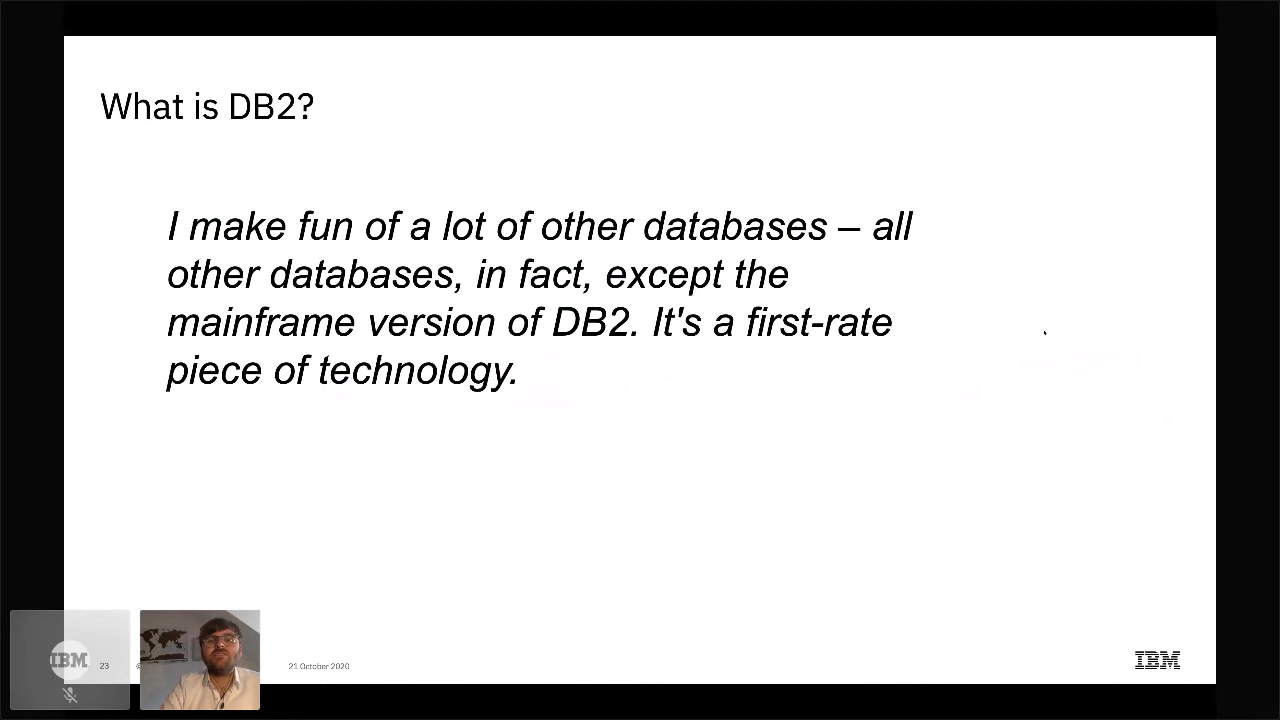 What is DB2?
I make fun of a lot of other databases – all
other databases, in fact, except the
mainframe version of DB2. It's a first-rate
piece of technology.
IBM
23
21 October 2020
IBM